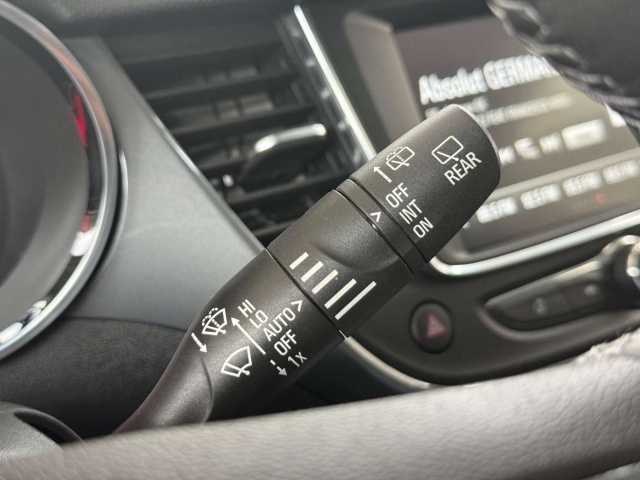 Absolut GERMAN
REAR
OFF
INT
ON
HI
LO
AUTO
OFF
1x